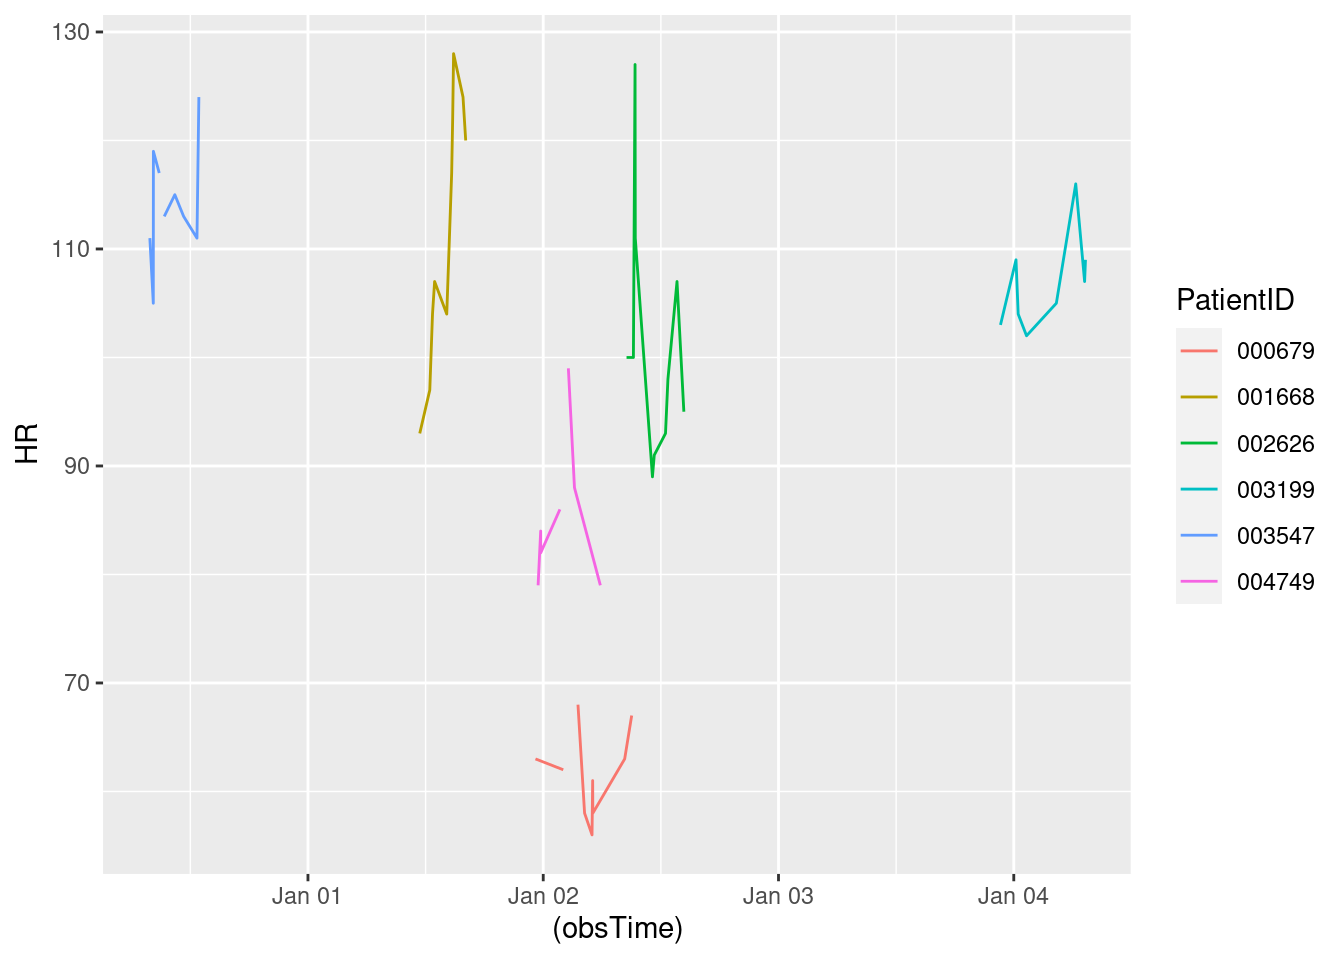 130
110
90
70
HR
Jan 01
Jan 02
Jan 03
Jan 04
(obsTime)
PatientID
000679
001668
002626
003199
003547
004749